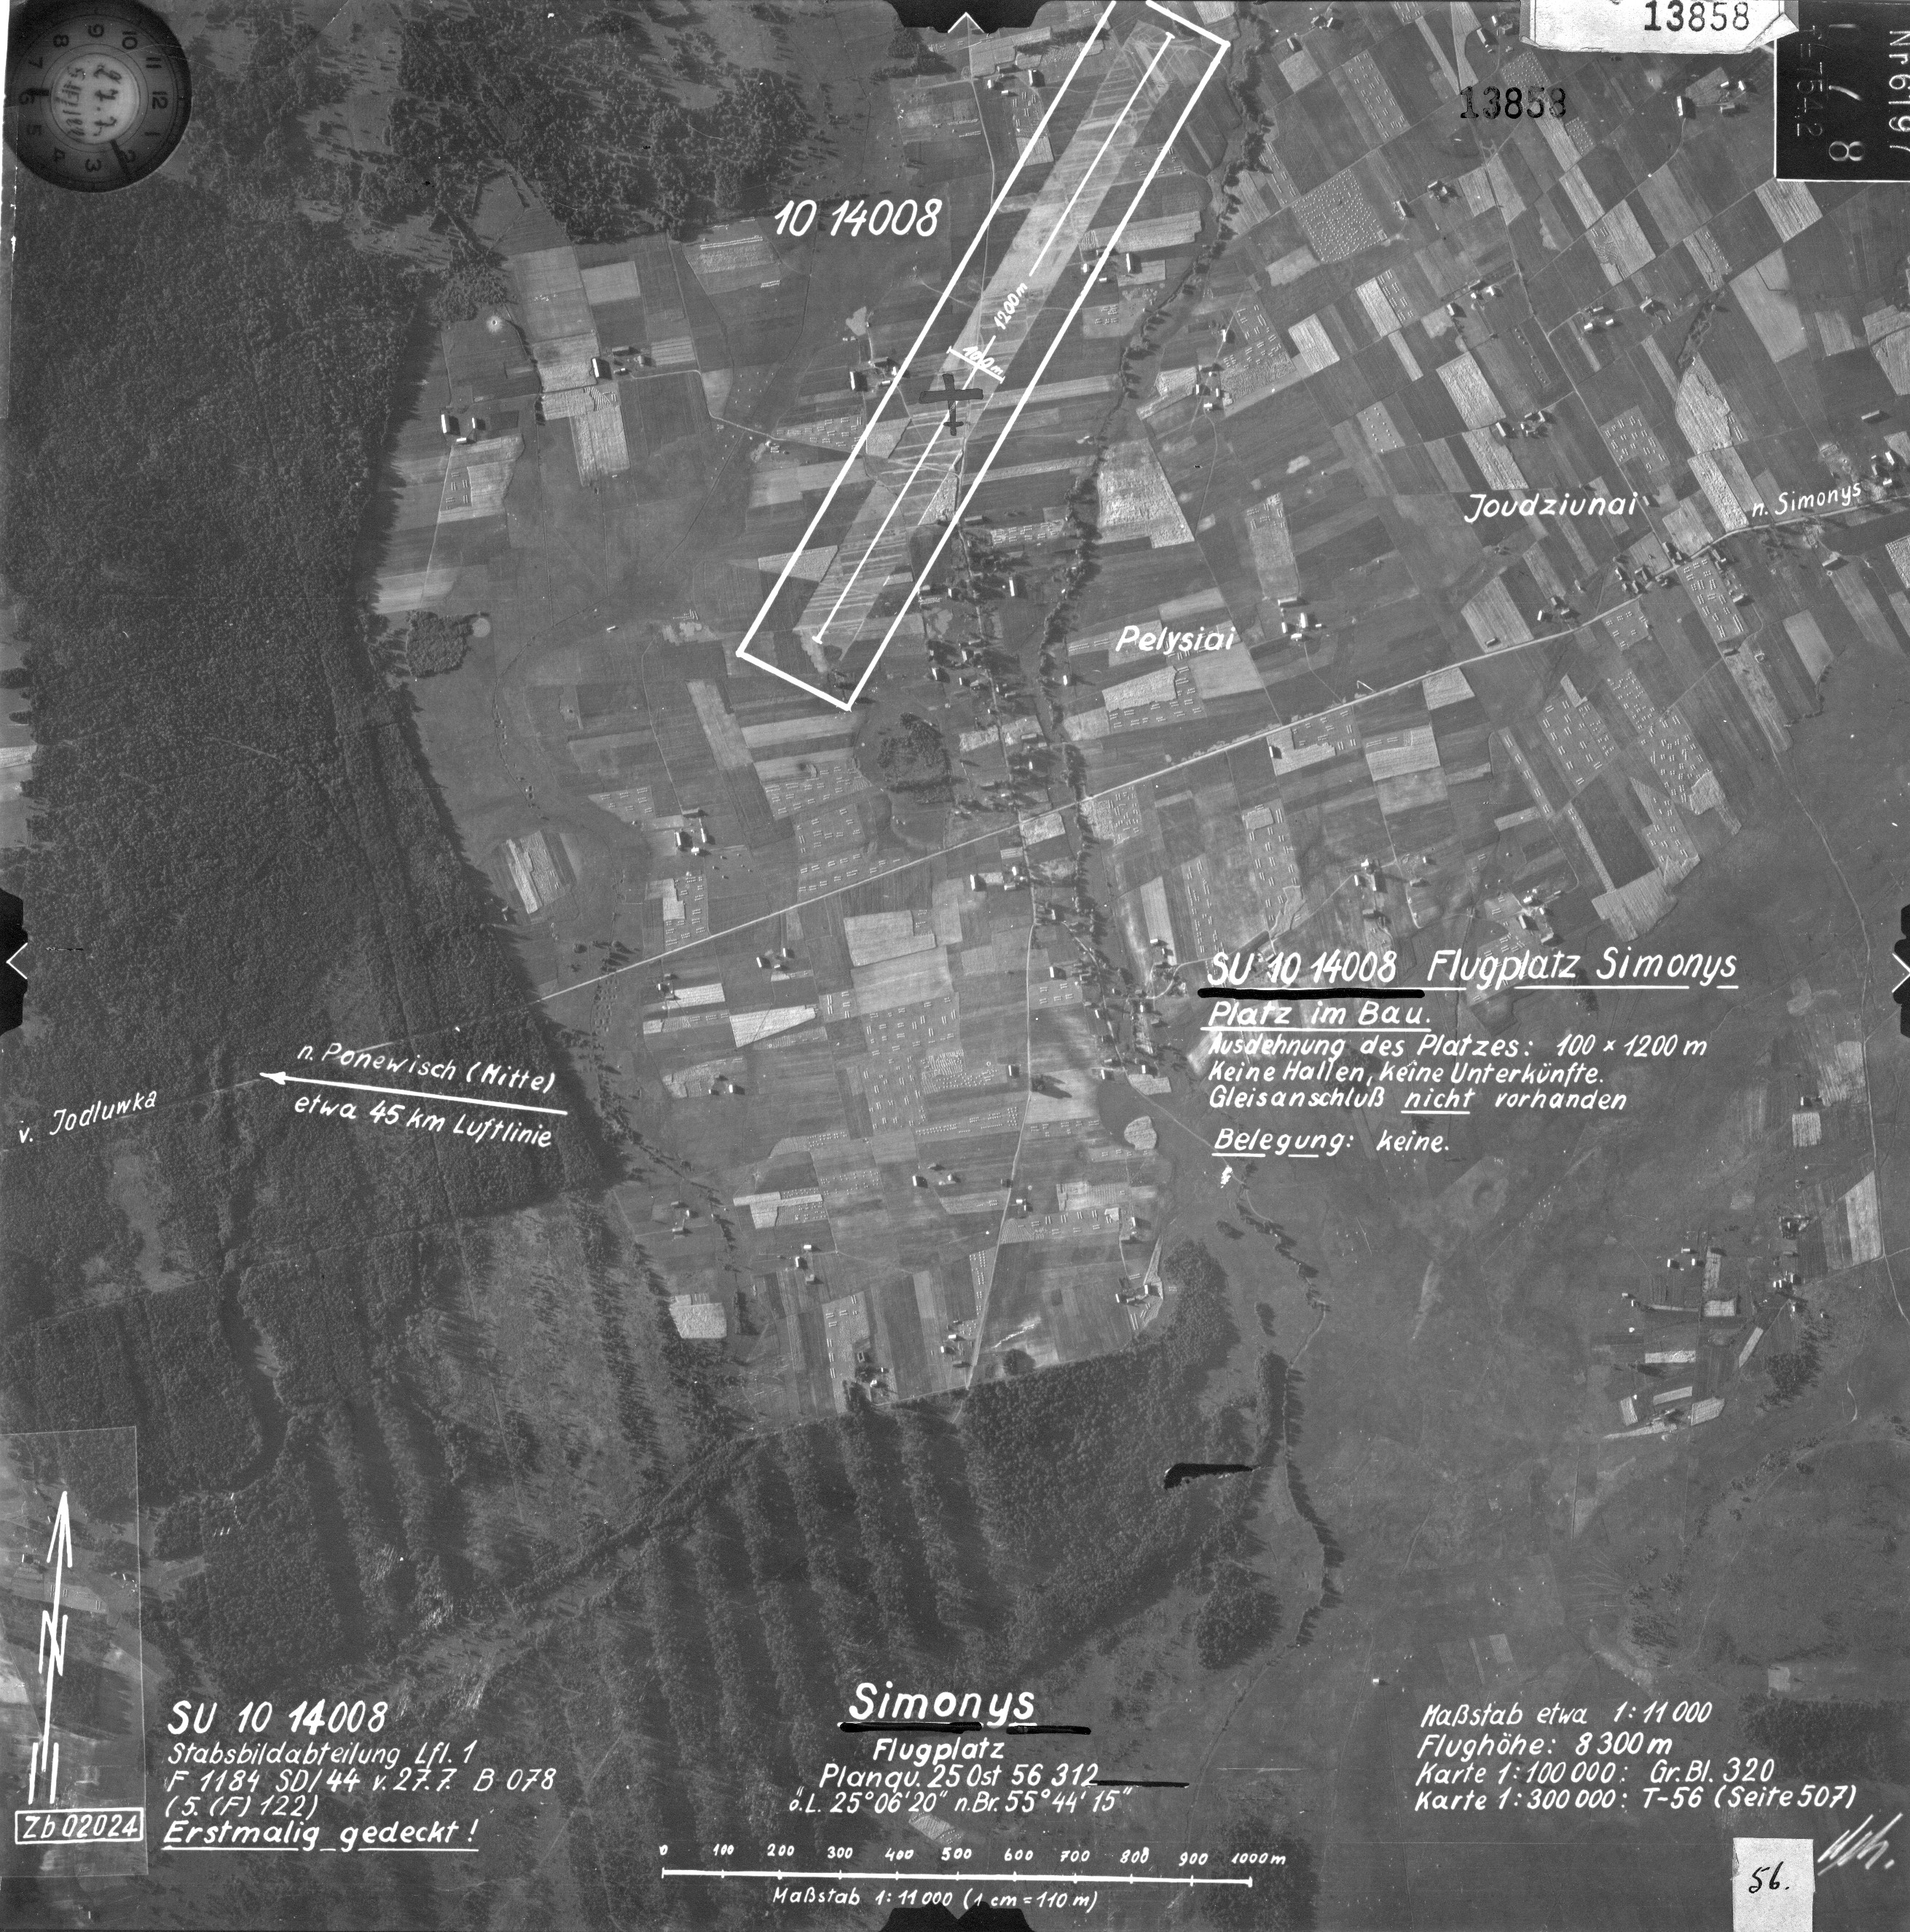 13858
13858
Nr 6197
10 14008
1200m
100m
Joudziunai
n. Simonys
Pelysiai
SU 10 14008 Flugplatz Simonys
Platz im Bau.
Ausdehnung des Platzes: 100 x 1200 m
Keine Hallen, keine Unterkünfte.
Gleisanschluß nicht vorhanden
Belegung: keine.
n. Ponewisch (Mitte)
etwa 45 km Luftlinie
v. Jodluwka
N
Zb 02024
SU 10 14008
Stabsbildabteilung Lfl. 1
F 1184 SD/44 v. 27.7. B 078
(5. (F) 122)
Erstmalig gedeckt!
Simonys
Flugplatz
Planqu. 25 Ost 56 312
ö.L. 25°06'20" n.Br. 55°44'15"
0 100 200 300 400 500 600 700 800 900 1000m
Maßstab 1:11 000 (1 cm = 110 m)
Maßstab etwa 1:11 000
Flughöhe: 8 300 m
Karte 1:100 000: Gr. Bl. 320
Karte 1:300 000: T-56 (Seite 507)
56.